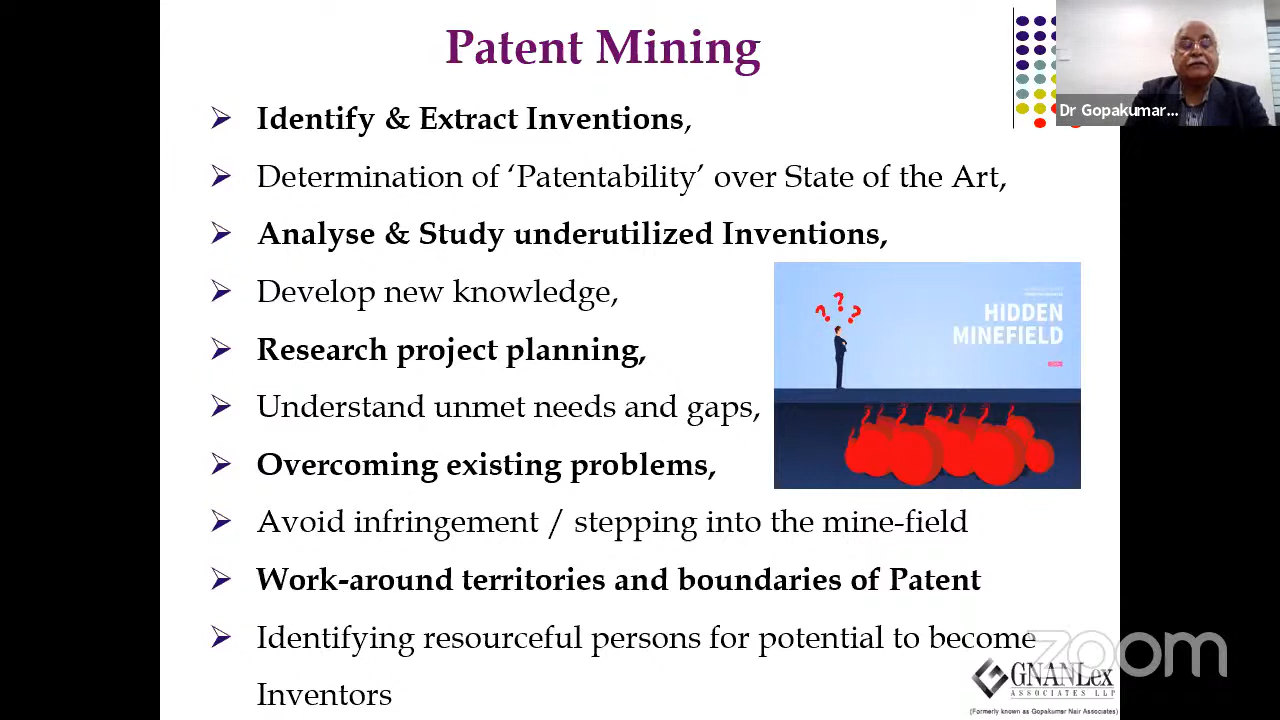 Patent Mining
Dr Gopakumar...
Identify & Extract Inventions,
Determination of ‘Patentability’ over State of the Art,
Analyse & Study underutilized Inventions,
Develop new knowledge,
Research project planning,
Understand unmet needs and gaps,
Overcoming existing problems,
Avoid infringement / stepping into the mine-field
Work-around territories and boundaries of Patent
Identifying resourceful persons for potential to become
Inventors
? ? ?
HIDDEN
MINEFIELD
zoom
GNANLex
ASSOCIATES LLP
(Formerly known as Gopakumar Nair Associates)